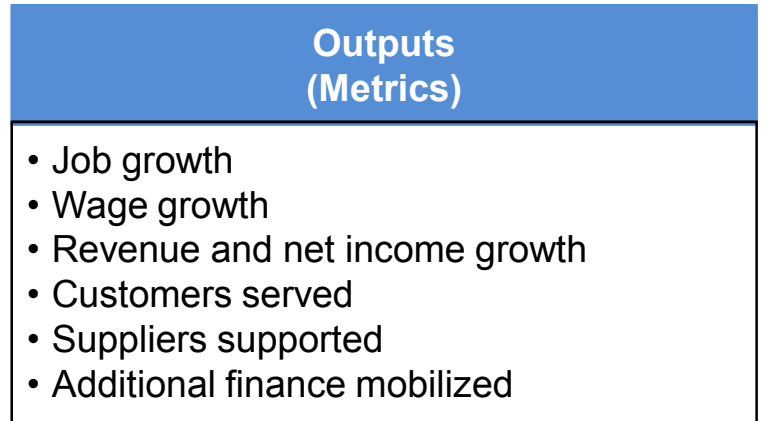 Outputs
(Metrics)
• Job growth
• Wage growth
• Revenue and net income growth
• Customers served
• Suppliers supported
• Additional finance mobilized